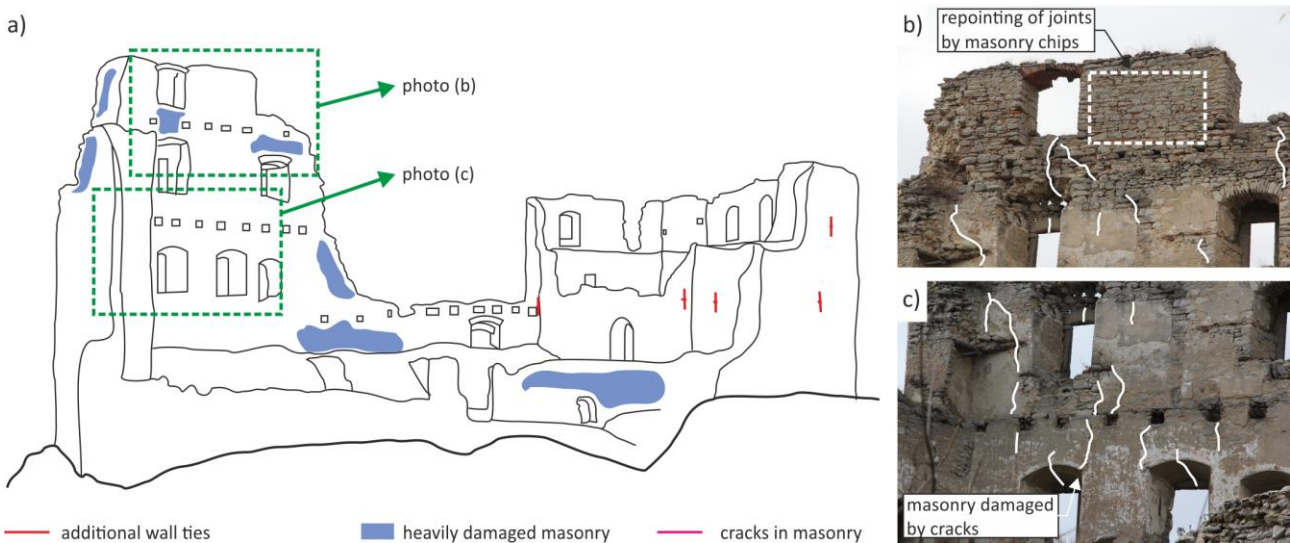 a)
photo (b)
photo (c)
additional wall ties
heavily damaged masonry
cracks in masonry
b)
repointing of joints
by masonry chips
c)
masonry damaged
by cracks